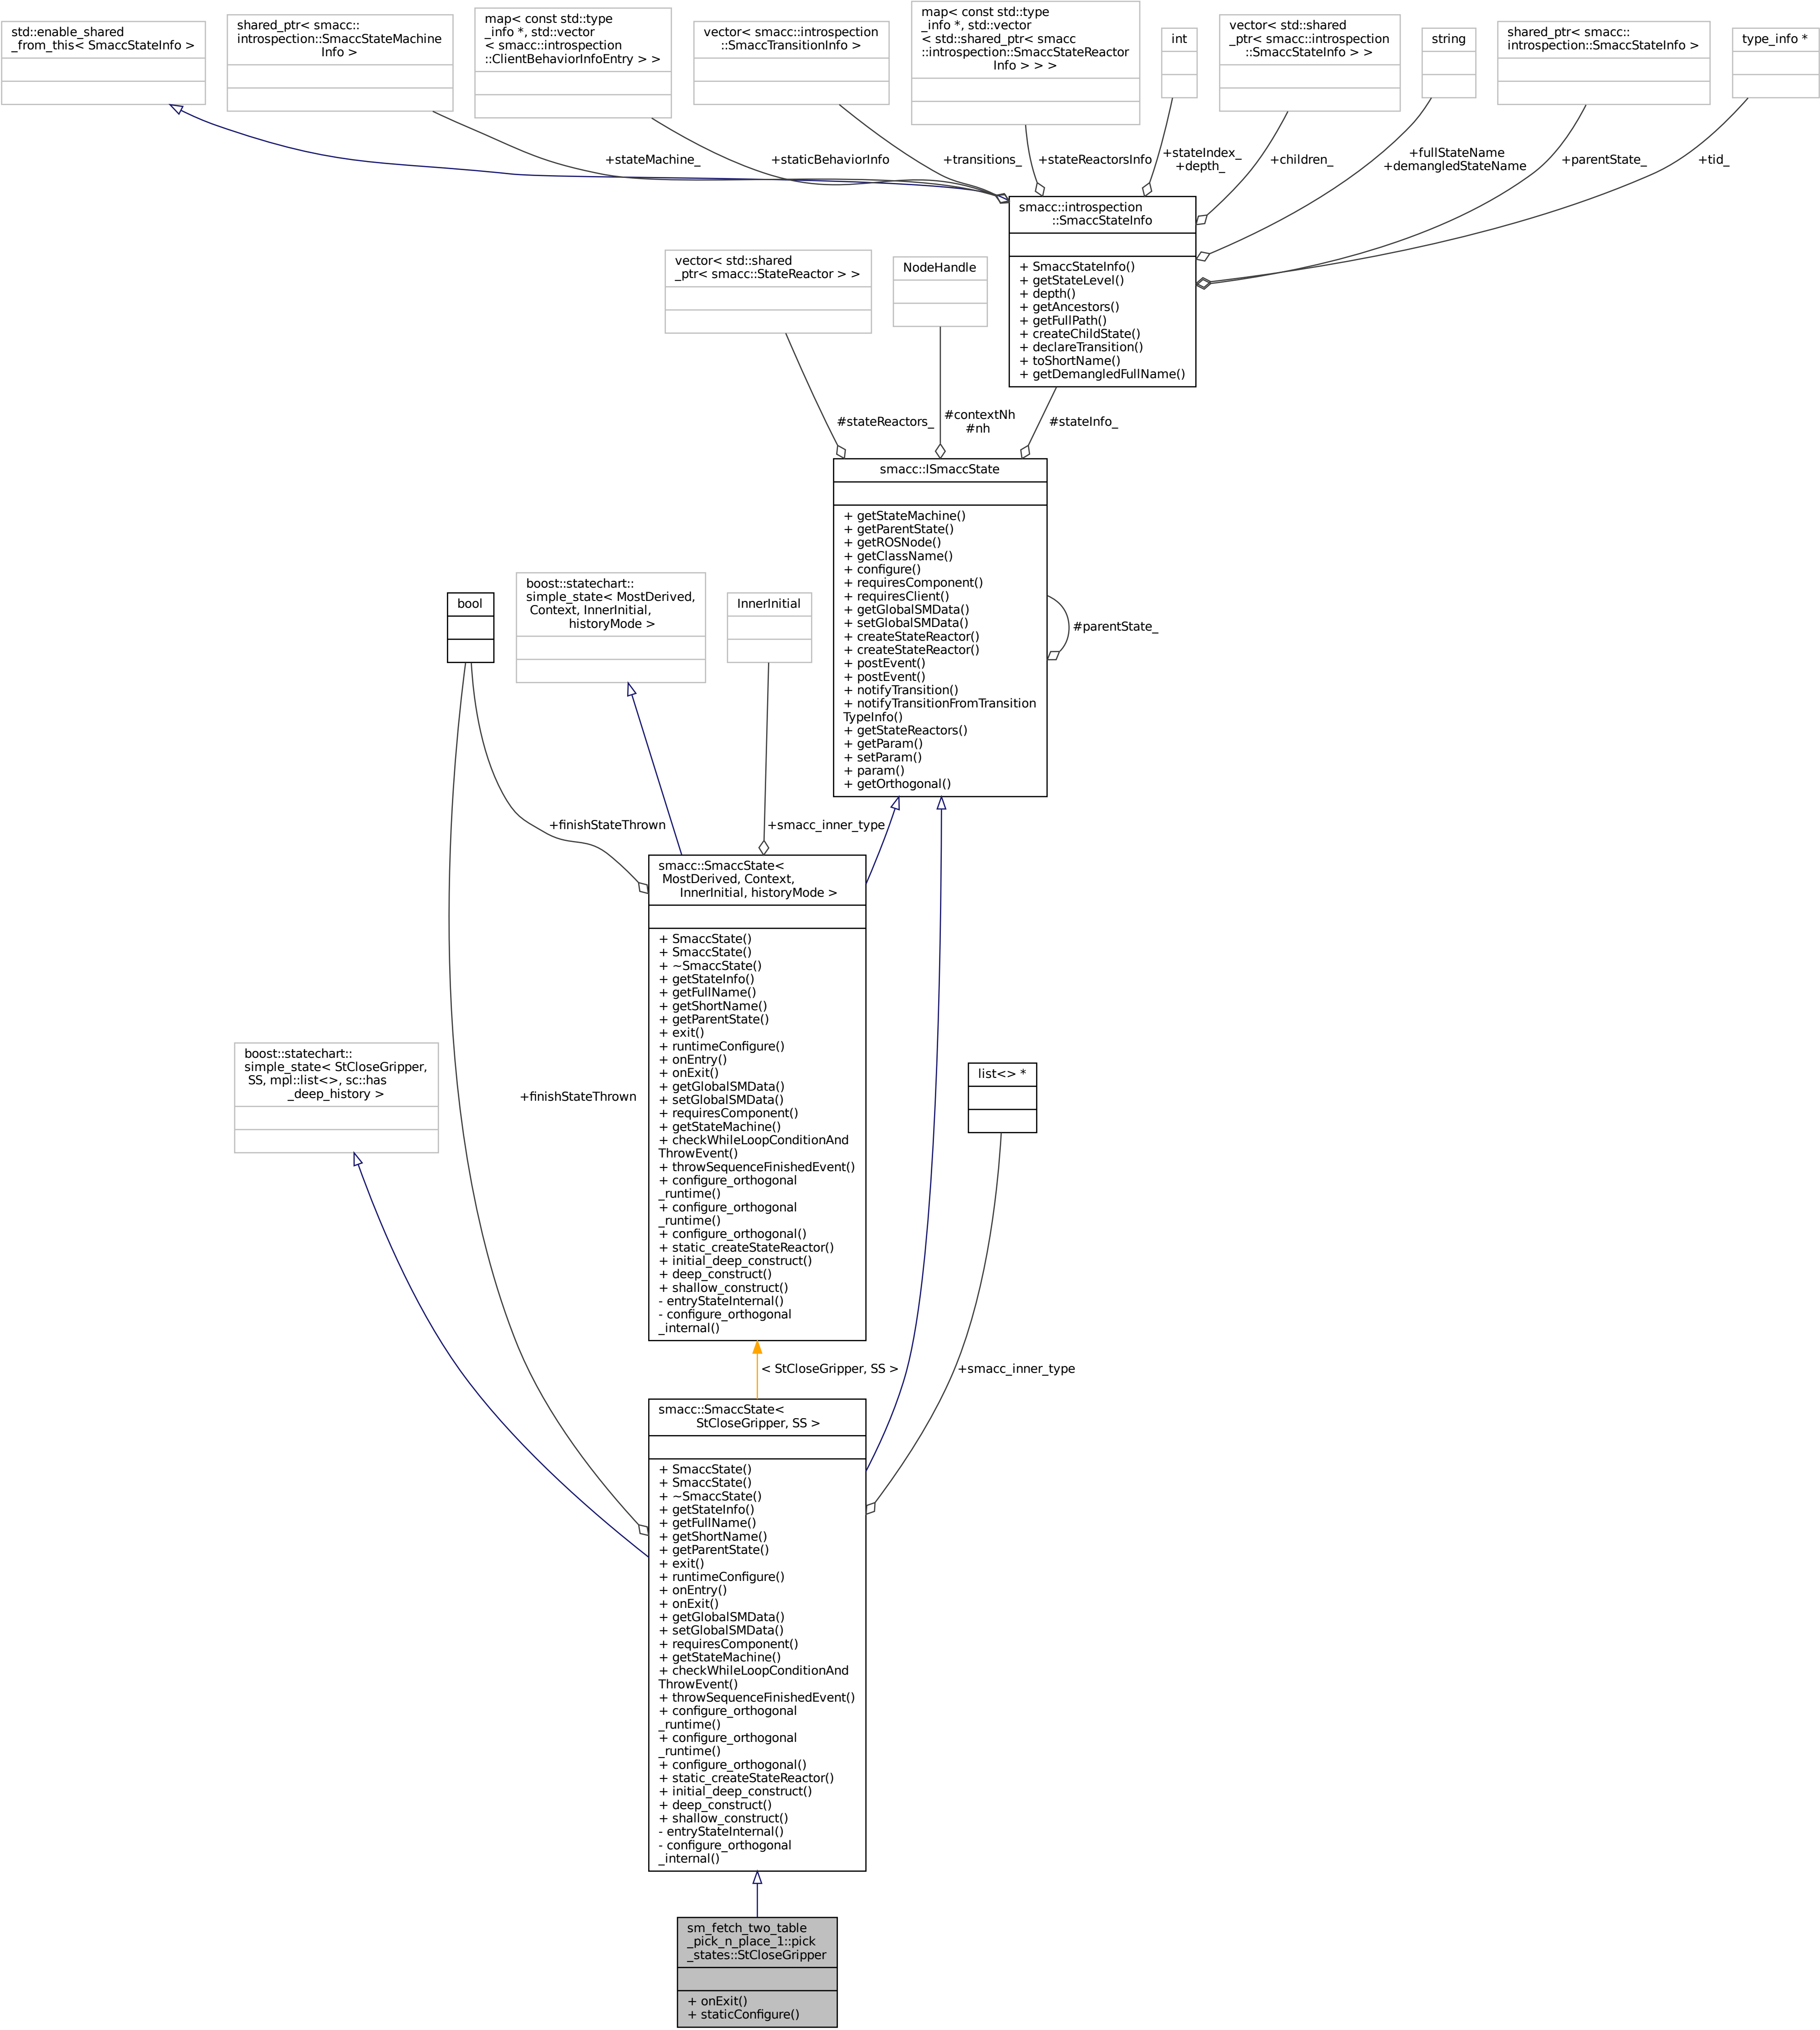 std::enable_shared
_from_this< SmaccStateInfo >
shared_ptr< smacc::
introspection::SmaccStateMachine
Info >
map< const std::type
_info *, std::vector
< smacc::introspection
::ClientBehaviorInfoEntry > >
vector< smacc::introspection
::SmaccTransitionInfo >
map< const std::type
_info *, std::vector
< std::shared_ptr< smacc
::introspection::SmaccStateReactor
Info > > >
int
vector< std::shared
_ptr< smacc::introspection
::SmaccStateInfo > >
string
shared_ptr< smacc::
introspection::SmaccStateInfo >
type_info *
+stateMachine_
+staticBehaviorInfo
+transitions_
+stateReactorsInfo
+stateIndex_
+depth_
+children_
+fullStateName
+demangledStateName
+parentState_
+tid_
smacc::introspection
::SmaccStateInfo
+ SmaccStateInfo()
+ getStateLevel()
+ depth()
+ getAncestors()
+ getFullPath()
+ createChildState()
+ declareTransition()
+ toShortName()
+ getDemangledFullName()
vector< std::shared
_ptr< smacc::StateReactor > >
NodeHandle
#stateReactors_
#contextNh
#nh
#stateInfo_
smacc::ISmaccState
+ getStateMachine()
+ getParentState()
+ getROSNode()
+ getClassName()
+ configure()
+ requiresComponent()
+ requiresClient()
+ getGlobalSMData()
+ setGlobalSMData()
+ createStateReactor()
+ createStateReactor()
+ postEvent()
+ postEvent()
+ notifyTransition()
+ notifyTransitionFromTransition
TypeInfo()
+ getStateReactors()
+ getParam()
+ setParam()
+ param()
+ getOrthogonal()
#parentState_
bool
boost::statechart::
simple_state< MostDerived,
Context, InnerInitial,
historyMode >
InnerInitial
+finishStateThrown
+smacc_inner_type
smacc::SmaccState<
MostDerived, Context,
InnerInitial, historyMode >
+ SmaccState()
+ SmaccState()
+ ~SmaccState()
+ getStateInfo()
+ getFullName()
+ getShortName()
+ getParentState()
+ exit()
+ runtimeConfigure()
+ onEntry()
+ onExit()
+ getGlobalSMData()
+ setGlobalSMData()
+ requiresComponent()
+ getStateMachine()
+ checkWhileLoopConditionAnd
ThrowEvent()
+ throwSequenceFinishedEvent()
+ configure_orthogonal
_runtime()
+ configure_orthogonal
_runtime()
+ configure_orthogonal()
+ static_createStateReactor()
+ initial_deep_construct()
+ deep_construct()
+ shallow_construct()
- entryStateInternal()
- configure_orthogonal
_internal()
boost::statechart::
simple_state< StCloseGripper,
SS, mpl::list<>, sc::has
_deep_history >
+finishStateThrown
list<> *
< StCloseGripper, SS >
+smacc_inner_type
smacc::SmaccState<
StCloseGripper, SS >
+ SmaccState()
+ SmaccState()
+ ~SmaccState()
+ getStateInfo()
+ getFullName()
+ getShortName()
+ getParentState()
+ exit()
+ runtimeConfigure()
+ onEntry()
+ onExit()
+ getGlobalSMData()
+ setGlobalSMData()
+ requiresComponent()
+ getStateMachine()
+ checkWhileLoopConditionAnd
ThrowEvent()
+ throwSequenceFinishedEvent()
+ configure_orthogonal
_runtime()
+ configure_orthogonal
_runtime()
+ configure_orthogonal()
+ static_createStateReactor()
+ initial_deep_construct()
+ deep_construct()
+ shallow_construct()
- entryStateInternal()
- configure_orthogonal
_internal()
sm_fetch_two_table
_pick_n_place_1::pick
_states::StCloseGripper
+ onExit()
+ staticConfigure()